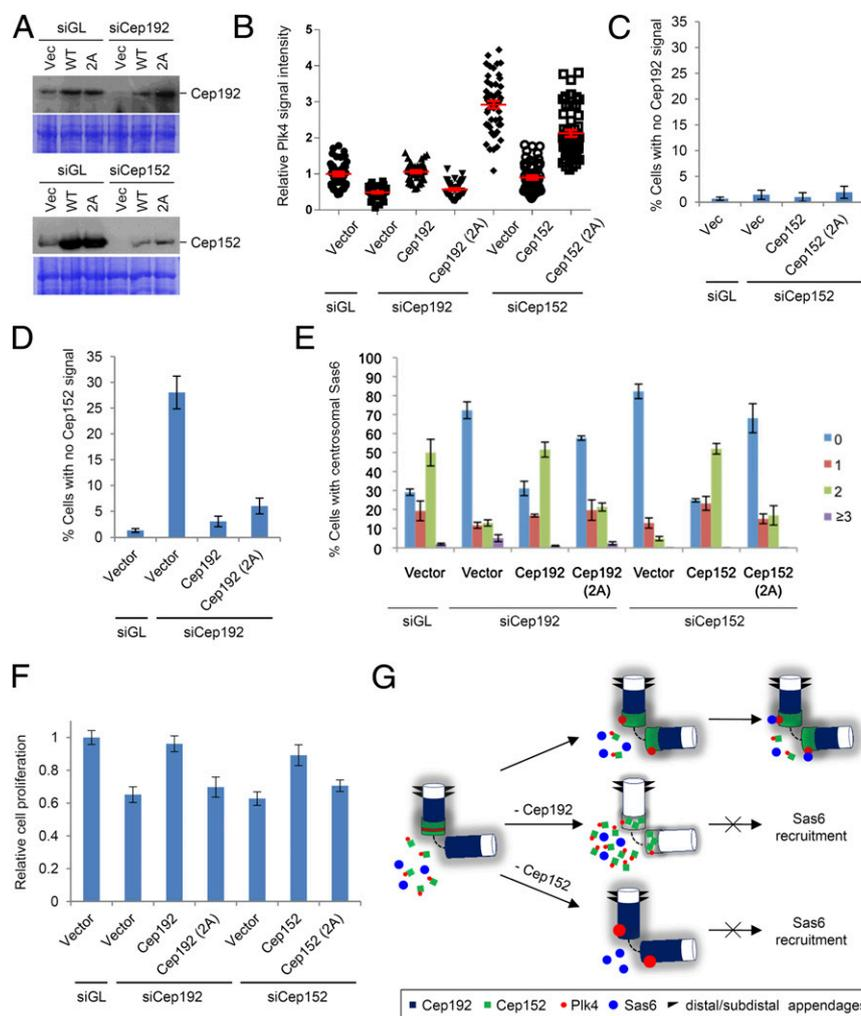 A
siGL siCep192
Vec WT 2A Vec WT 2A
Cep192
siGL siCep152
Vec WT 2A Vec WT 2A
Cep152
B
Relative Plk4 signal intensity
5
4
3
2
1
0
Vector Vector Cep192 Cep192 (2A) Vector Cep152 Cep152 (2A)
siGL siCep192 siCep152
C
% Cells with no Cep192 signal
35
30
25
20
15
10
5
0
Vec Vec Cep152 Cep152 (2A)
siGL siCep152
D
% Cells with no Cep152 signal
35
30
25
20
15
10
5
0
Vector Vector Cep192 Cep192 (2A)
siGL siCep192
E
% Cells with centrosomal Sas6
100
90
80
70
60
50
40
30
20
10
0
Vector Vector Cep192 Cep192 (2A) Vector Cep152 Cep152 (2A)
siGL siCep192 siCep152
0
1
2
≥3
F
Relative cell proliferation
1.2
1
0.8
0.6
0.4
0.2
0
Vector Vector Cep192 Cep192 (2A) Vector Cep152 Cep152 (2A)
siGL siCep192 siCep152
G
- Cep192
Sas6
recruitment
- Cep152
Sas6
recruitment
Cep192 Cep152 Plk4 Sas6 distal/subdistal appendages